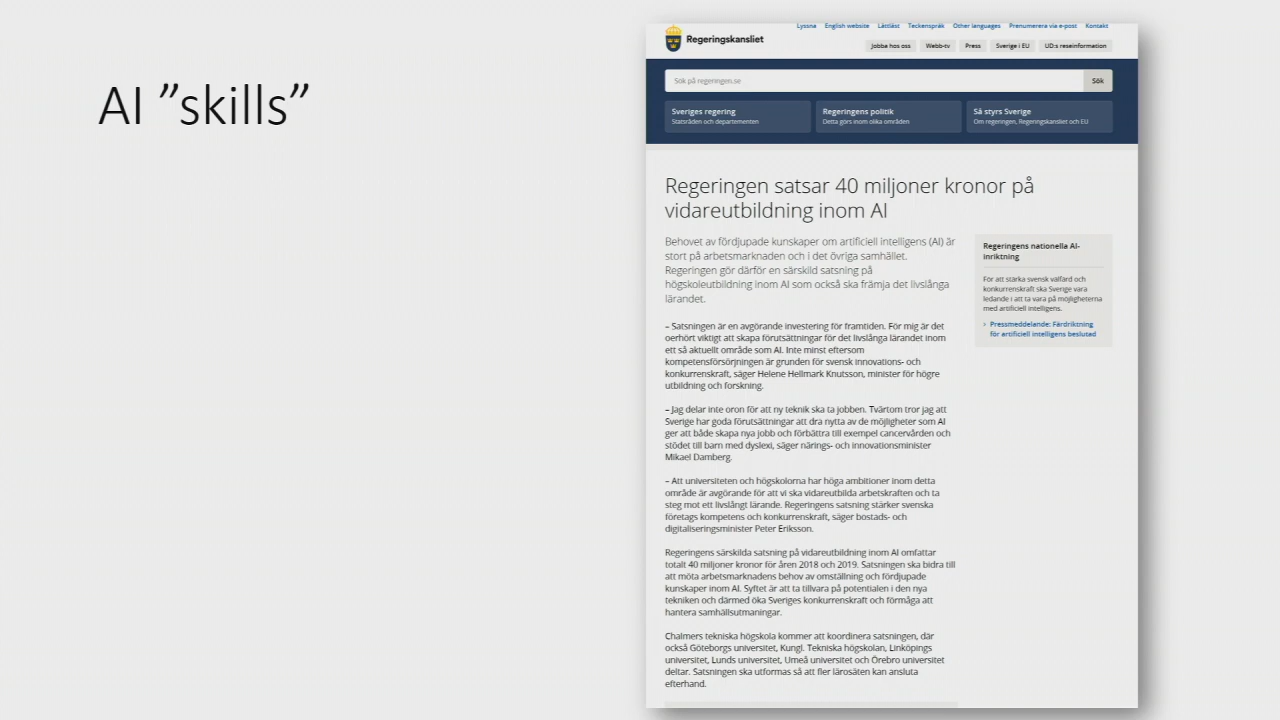 AI ”skills”
Lyssna English website Lättläst Teckenspråk Other languages Prenumerera via e-post Kontakt
Regeringskansliet
Jobba hos oss Webb-tv Press Sverige i EU UD:s reseinformation
Sök på regeringen.se Sök
Sveriges regering Regeringens politik Så styrs Sverige
Statsråden och departementen Detta görs inom olika områden Om regeringen, Regeringskansliet och EU
Regeringen satsar 40 miljoner kronor på
vidareutbildning inom AI
Behovet av fördjupade kunskaper om artificiell intelligens (AI) är
stort på arbetsmarknaden och i det övriga samhället.
Regeringen gör därför en särskild satsning på
högskoleutbildning inom AI som också ska främja det livslånga
lärandet.
– Satsningen är en avgörande investering för framtiden. För mig är det
oerhört viktigt att skapa förutsättningar för det livslånga lärandet inom
ett så aktuellt område som AI. Inte minst eftersom
kompetensförsörjningen är grunden för svensk innovations- och
konkurrenskraft, säger Helene Hellmark Knutsson, minister för högre
utbildning och forskning.
– Jag delar inte oron för att ny teknik ska ta jobben. Tvärtom tror jag att
Sverige har goda förutsättningar att dra nytta av de möjligheter som AI
ger att både skapa nya jobb och förbättra till exempel cancervården och
stödet till barn med dyslexi, säger närings- och innovationsminister
Mikael Damberg.
– Att universiteten och högskolorna har höga ambitioner inom detta
område är avgörande för att vi ska vidareutbilda arbetskraften och ta
steg mot ett livslångt lärande. Regeringens satsning stärker svenska
företags kompetens och konkurrenskraft, säger bostads- och
digitaliseringsminister Peter Eriksson.
Regeringens särskilda satsning på vidareutbildning inom AI omfattar
totalt 40 miljoner kronor för åren 2018 och 2019. Satsningen ska bidra till
att möta arbetsmarknadens behov av omställning och fördjupade
kunskaper inom AI. Syftet är att ta tillvara på potentialen i den nya
tekniken och därmed öka Sveriges konkurrenskraft och förmåga att
hantera samhällsutmaningar.
Chalmers tekniska högskola kommer att koordinera satsningen, där
också Göteborgs universitet, Kungl. Tekniska högskolan, Linköpings
universitet, Lunds universitet, Umeå universitet och Örebro universitet
deltar. Satsningen ska utformas så att fler lärosäten kan ansluta
efterhand.
Regeringens nationella AI-
inriktning
För att stärka svensk välfärd och
konkurrenskraft ska Sverige vara
ledande i att ta vara på möjligheterna
med artificiell intelligens.
› Pressmeddelande: Färdriktning
för artificiell intelligens beslutad